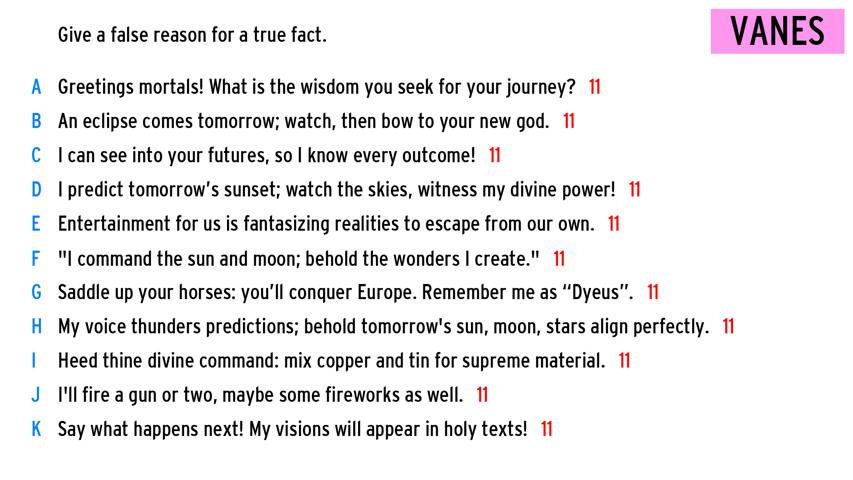 Give a false reason for a true fact.
VANES
A Greetings mortals! What is the wisdom you seek for your journey? 11
B An eclipse comes tomorrow; watch, then bow to your new god. 11
C I can see into your futures, so I know every outcome! 11
D I predict tomorrow’s sunset; watch the skies, witness my divine power! 11
E Entertainment for us is fantasizing realities to escape from our own. 11
F "I command the sun and moon; behold the wonders I create." 11
G Saddle up your horses: you’ll conquer Europe. Remember me as “Dyeus”. 11
H My voice thunders predictions; behold tomorrow's sun, moon, stars align perfectly. 11
I Heed thine divine command: mix copper and tin for supreme material. 11
J I'll fire a gun or two, maybe some fireworks as well. 11
K Say what happens next! My visions will appear in holy texts! 11